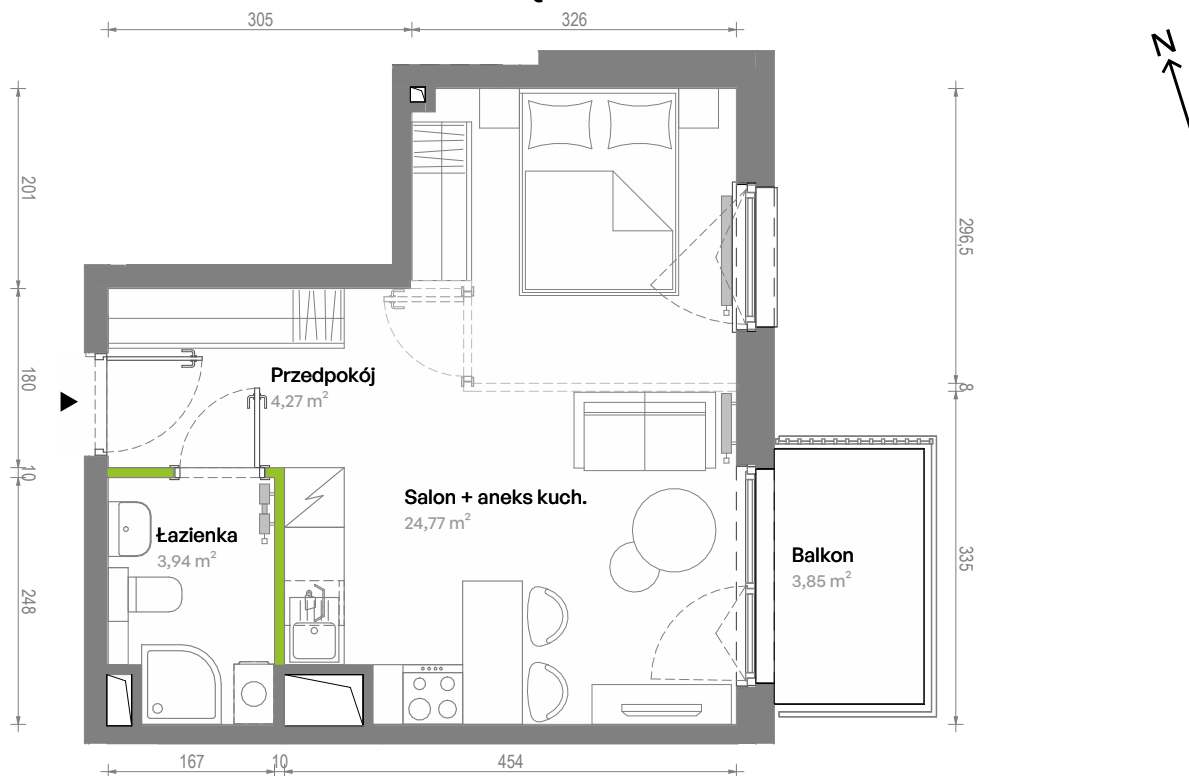 305
326
N
201
296,5
180
Przedpokój
4,27 m²
8
10
Salon + aneks kuch.
24,77 m²
Łazienka
3,94 m²
Balkon
3,85 m²
335
248
167
10
454